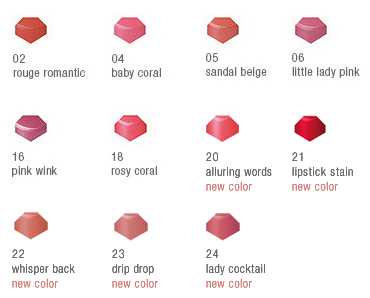 02
rouge romantic
04
baby coral
05
sandal beige
06
little lady pink
16
pink wink
18
rosy coral
20
alluring words
new color
21
lipstick stain
new color
22
whisper back
new color
23
drip drop
new color
24
lady cocktail
new color